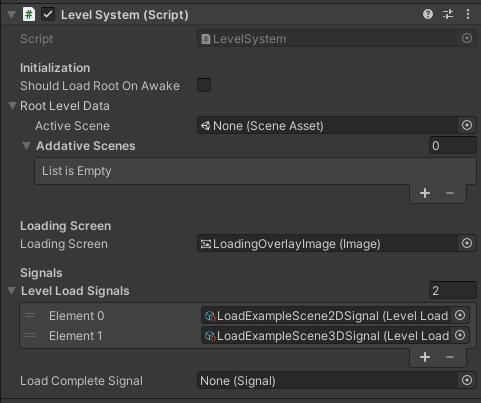 Level System (Script)
Script LevelSystem
Initialization
Should Load Root On Awake
Root Level Data
Active Scene None (Scene Asset)
Addative Scenes 0
List is Empty
Loading Screen
Loading Screen LoadingOverlayImage (Image)
Signals
Level Load Signals 2
Element 0 LoadExampleScene2DSignal (Level Load
Element 1 LoadExampleScene3DSignal (Level Load
Load Complete Signal None (Signal)